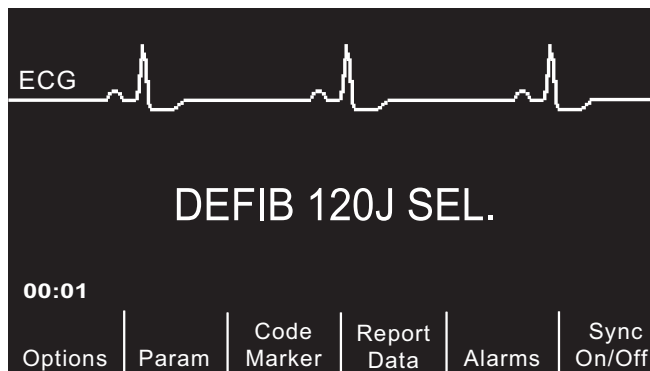 ECG
DEFIB 120J SEL.
00:01
Options Param Code Marker Report Data Alarms Sync On/Off